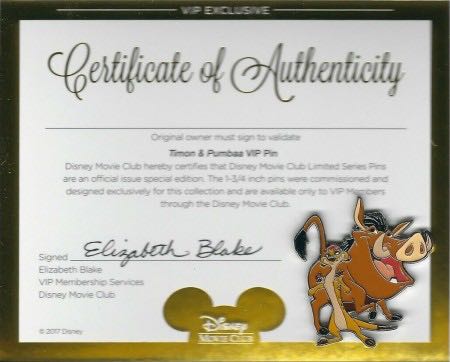 VIP EXCLUSIVE
Certificate of Authenticity
Original owner must sign to validate
Timon & Pumbaa VIP Pin
Disney Movie Club hereby certifies that Disney Movie Club Limited Series Pins
are an official issue special edition. The 1-3/4 inch pins were commissioned and
designed exclusively for this collection and are available only to VIP Members
through the Disney Movie Club.
Signed Elizabeth Blake
Elizabeth Blake
VIP Membership Services
Disney Movie Club
© 2017 Disney
Disney
MOVIE CLUB